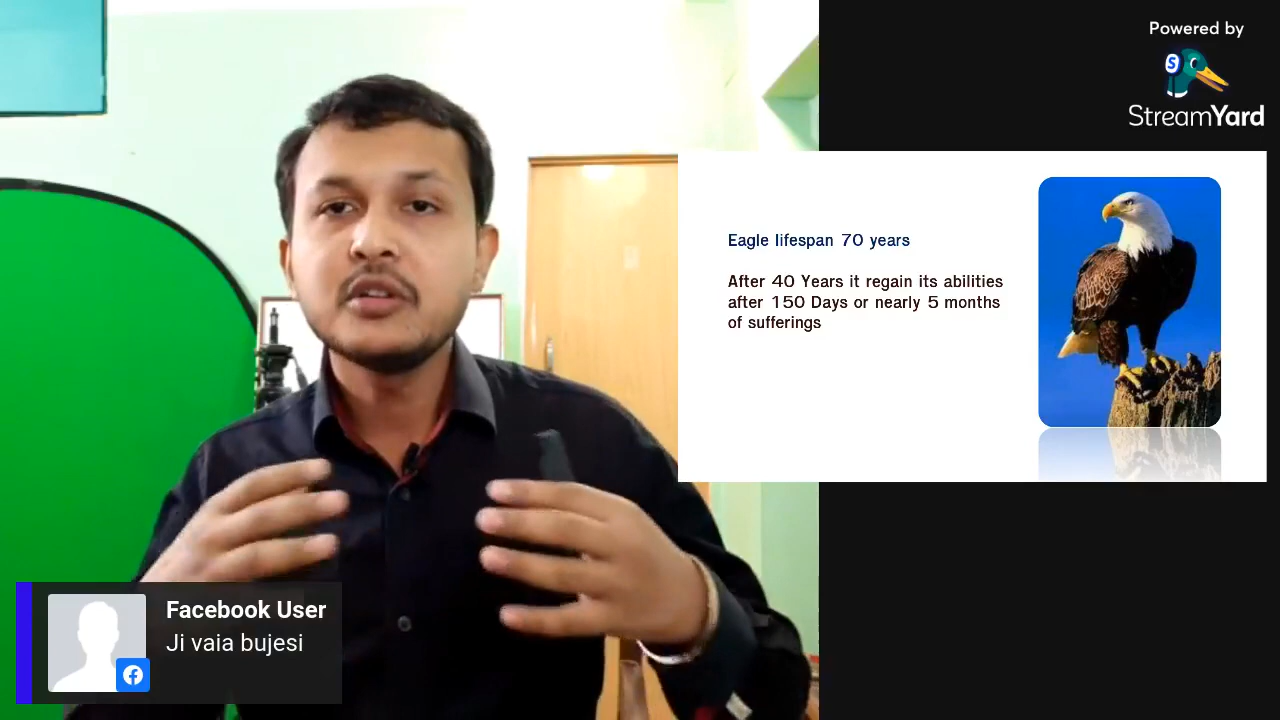 Powered by
StreamYard
Eagle lifespan 70 years
After 40 Years it regain its abilities
after 150 Days or nearly 5 months
of sufferings
Facebook User
Ji vaia bujesi